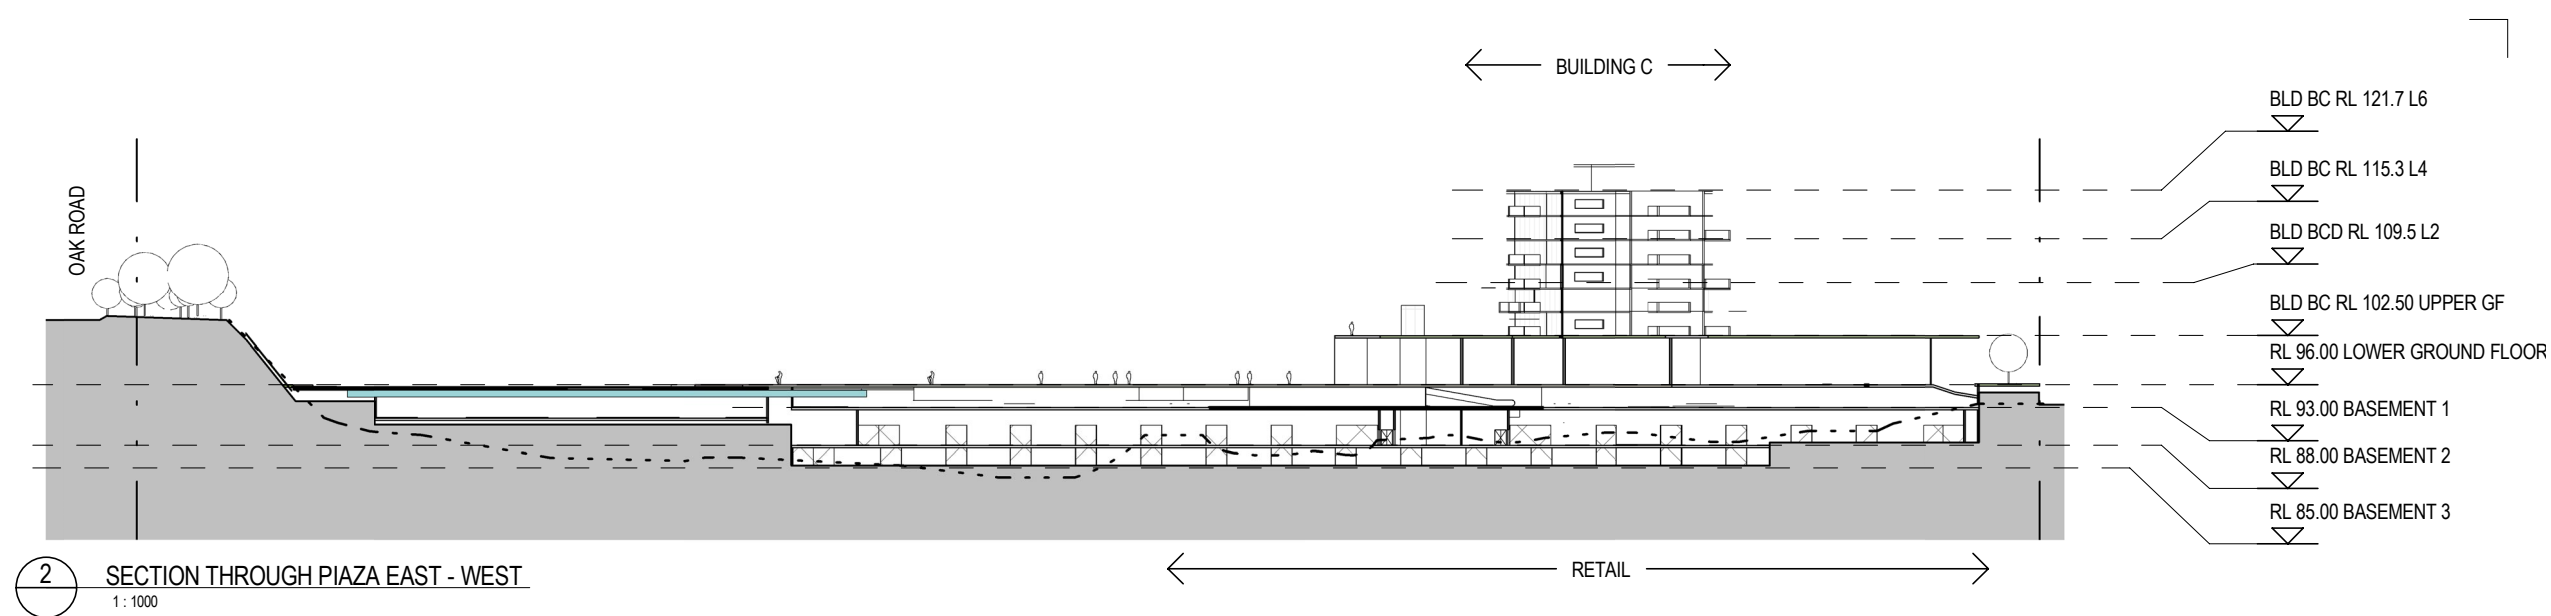 BUILDING C
BLD BC RL 121.7 L6
BLD BC RL 115.3 L4
OAK ROAD
BLD BCD RL 109.5 L2
BLD BC RL 102.50 UPPER GF
RL 96.00 LOWER GROUND FLOOR
RL 93.00 BASEMENT 1
RL 88.00 BASEMENT 2
RL 85.00 BASEMENT 3
2
SECTION THROUGH PIAZA EAST - WEST
1 : 1000
RETAIL